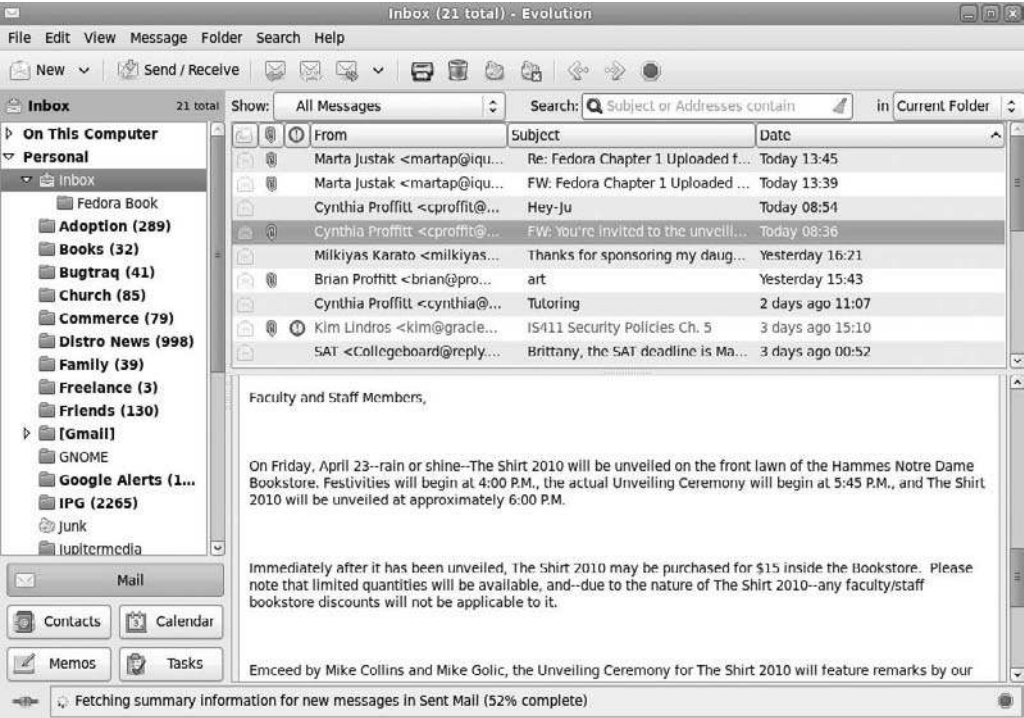 Inbox (21 total) - Evolution
File Edit View Message Folder Search Help
New Send / Receive
Inbox 21 total
Show: All Messages Search: Subject or Addresses contain in Current Folder
On This Computer
Personal
Inbox
Fedora Book
Adoption (289)
Books (32)
Bugtraq (41)
Church (85)
Commerce (79)
Distro News (998)
Family (39)
Freelance (3)
Friends (130)
[Gmail]
GNOME
Google Alerts (1...
IPG (2265)
Junk
Jupitermedia
Mail
Contacts Calendar
Memos Tasks
From Subject Date
Marta Justak <martap@iqu... Re: Fedora Chapter 1 Uploaded f... Today 13:45
Marta Justak <martap@iqu... FW: Fedora Chapter 1 Uploaded ... Today 13:39
Cynthia Proffitt <cproffit@... Hey-Ju Today 08:54
Cynthia Proffitt <cproffit@... FW: You're invited to the unveili... Today 08:36
Milkiyas Karato <milkiyas... Thanks for sponsoring my daug... Yesterday 16:21
Brian Proffitt <brian@pro... art Yesterday 15:43
Cynthia Proffitt <cynthia@... Tutoring 2 days ago 11:07
Kim Lindros <kim@gracie... IS411 Security Policies Ch. 5 3 days ago 15:10
SAT <Collegeboard@reply.... Brittany, the SAT deadline is Ma... 3 days ago 00:52
Faculty and Staff Members,
On Friday, April 23--rain or shine--The Shirt 2010 will be unveiled on the front lawn of the Hammes Notre Dame
Bookstore. Festivities will begin at 4:00 P.M., the actual Unveiling Ceremony will begin at 5:45 P.M., and The Shirt
2010 will be unveiled at approximately 6:00 P.M.
Immediately after it has been unveiled, The Shirt 2010 may be purchased for $15 inside the Bookstore. Please
note that limited quantities will be available, and--due to the nature of The Shirt 2010--any faculty/staff
bookstore discounts will not be applicable to it.
Emceed by Mike Collins and Mike Golic, the Unveiling Ceremony for The Shirt 2010 will feature remarks by our
Fetching summary information for new messages in Sent Mail (52% complete)